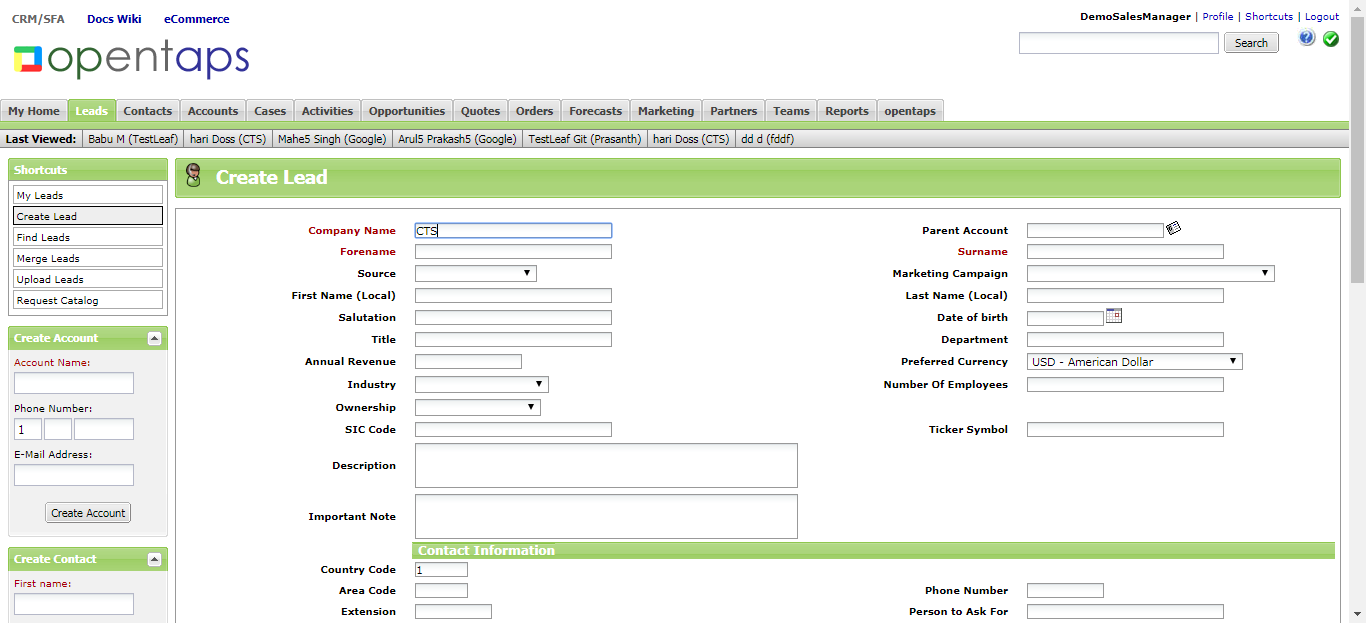 CRM/SFA Docs Wiki eCommerce
DemoSalesManager | Profile | Shortcuts | Logout
opentaps
Search
My Home Leads Contacts Accounts Cases Activities Opportunities Quotes Orders Forecasts Marketing Partners Teams Reports opentaps
Last Viewed: Babu M (TestLeaf) hari Doss (CTS) Mahe5 Singh (Google) Arul5 Prakash5 (Google) TestLeaf Git (Prasanth) hari Doss (CTS) dd d (fddf)
Shortcuts
My Leads
Create Lead
Find Leads
Merge Leads
Upload Leads
Request Catalog
Create Account
Account Name:
Phone Number:
1
E-Mail Address:
Create Account
Create Contact
First name:
Create Lead
Company Name CTS Parent Account
Forename Surname
Source Marketing Campaign
First Name (Local) Last Name (Local)
Salutation Date of birth
Title Department
Annual Revenue Preferred Currency USD - American Dollar
Industry Number Of Employees
Ownership
SIC Code Ticker Symbol
Description
Important Note
Contact Information
Country Code 1
Area Code Phone Number
Extension Person to Ask For